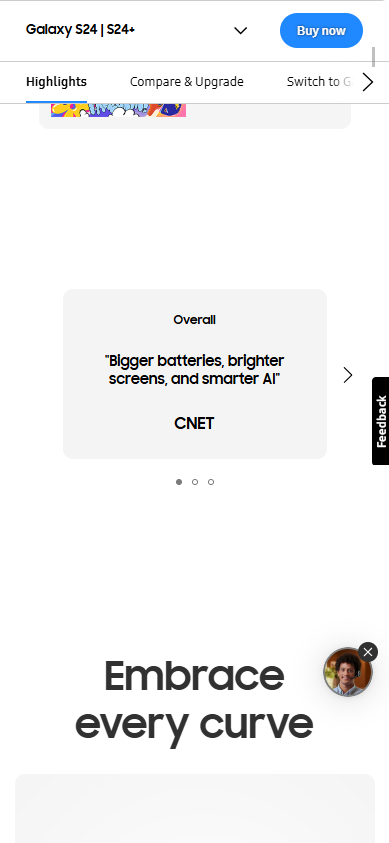 Galaxy S24 | S24+
Buy now
Highlights
Compare & Upgrade
Switch to G
Overall
"Bigger batteries, brighter
screens, and smarter AI"
CNET
Feedback
Embrace
every curve